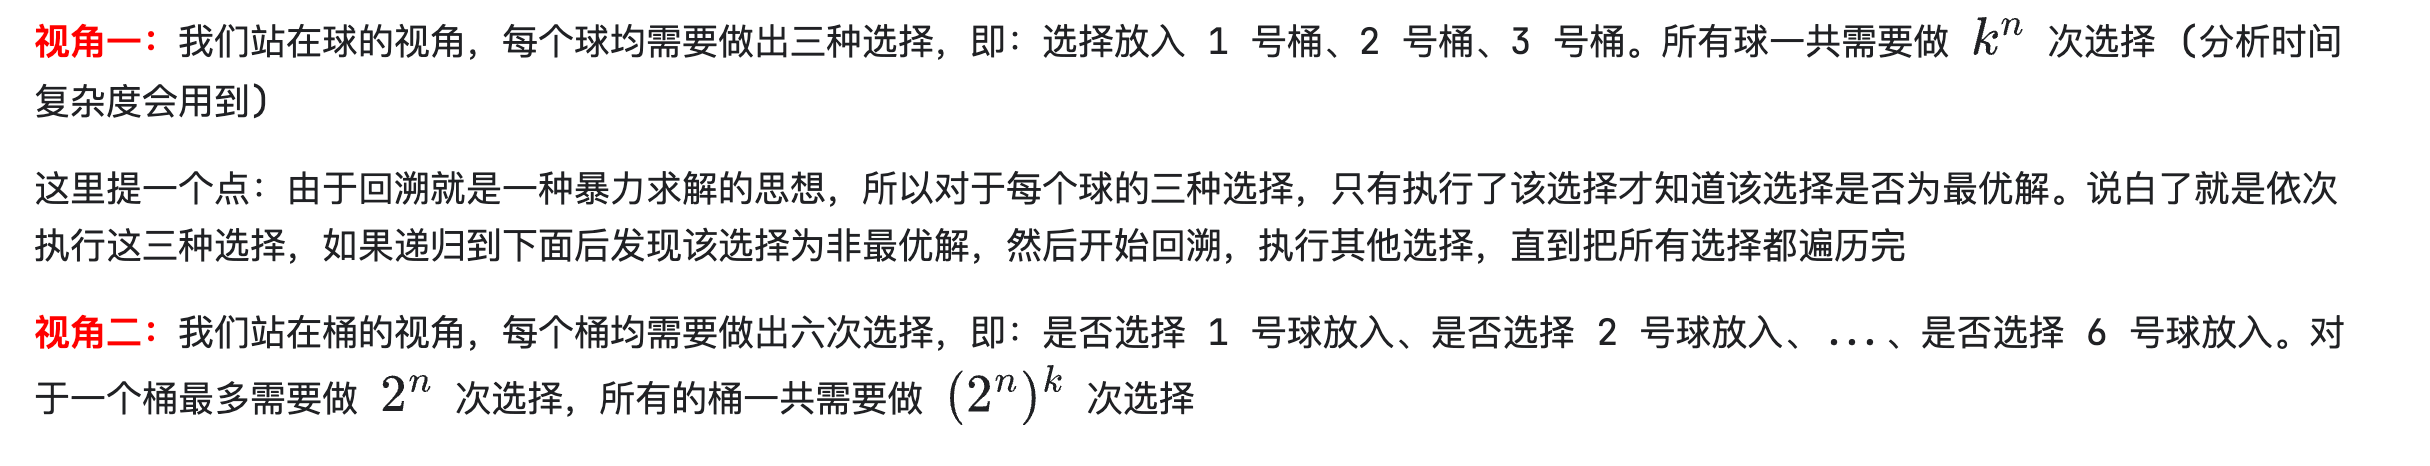 视角一：我们站在球的视角，每个球均需要做出三种选择，即：选择放入 1 号桶、2 号桶、3 号桶。所有球一共需要做 kⁿ 次选择 (分析时间
复杂度会用到)
这里提一个点：由于回溯就是一种暴力求解的思想，所以对于每个球的三种选择，只有执行了该选择才知道该选择是否为最优解。说白了就是依次
执行这三种选择，如果递归到下面后发现该选择为非最优解，然后开始回溯，执行其他选择，直到把所有选择都遍历完
视角二：我们站在桶的视角，每个桶均需要做出六次选择，即：是否选择 1 号球放入、是否选择 2 号球放入、...、是否选择 6 号球放入。对
于一个桶最多需要做 2ⁿ 次选择，所有的桶一共需要做 (2ⁿ)ᵏ 次选择